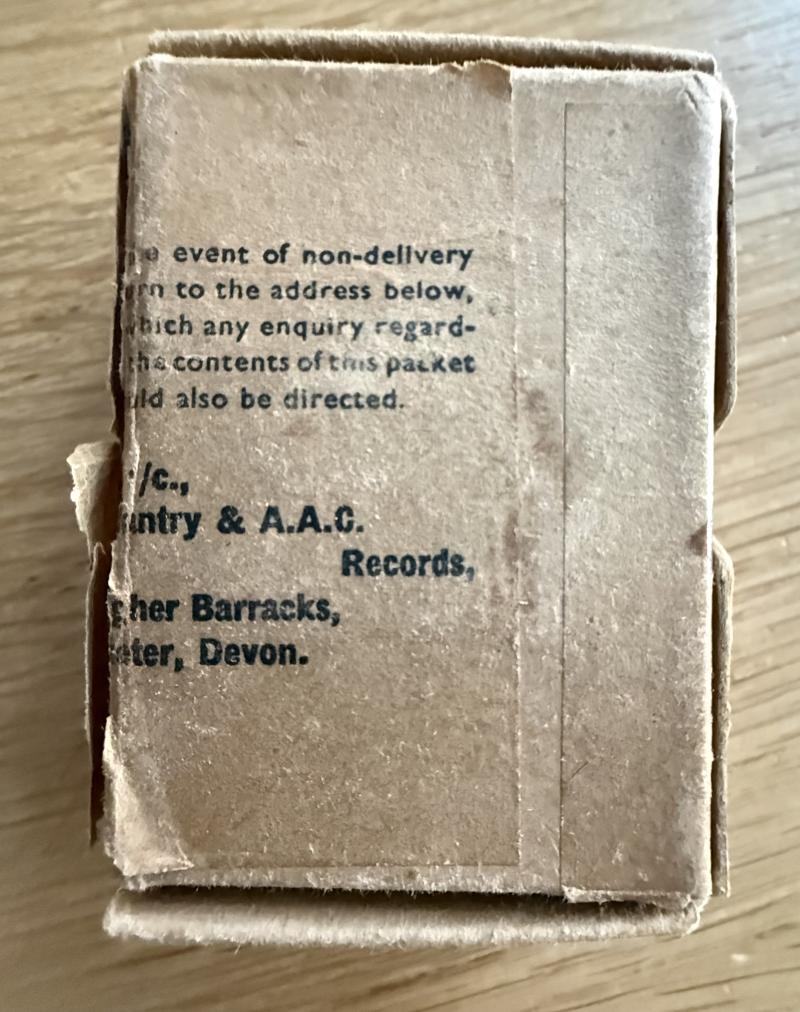 event of non-delivery
to the address below,
which any enquiry regard-
the contents of this packet
also be directed.
/c.,
& A.A.C.
Records,
Barracks,
Devon.